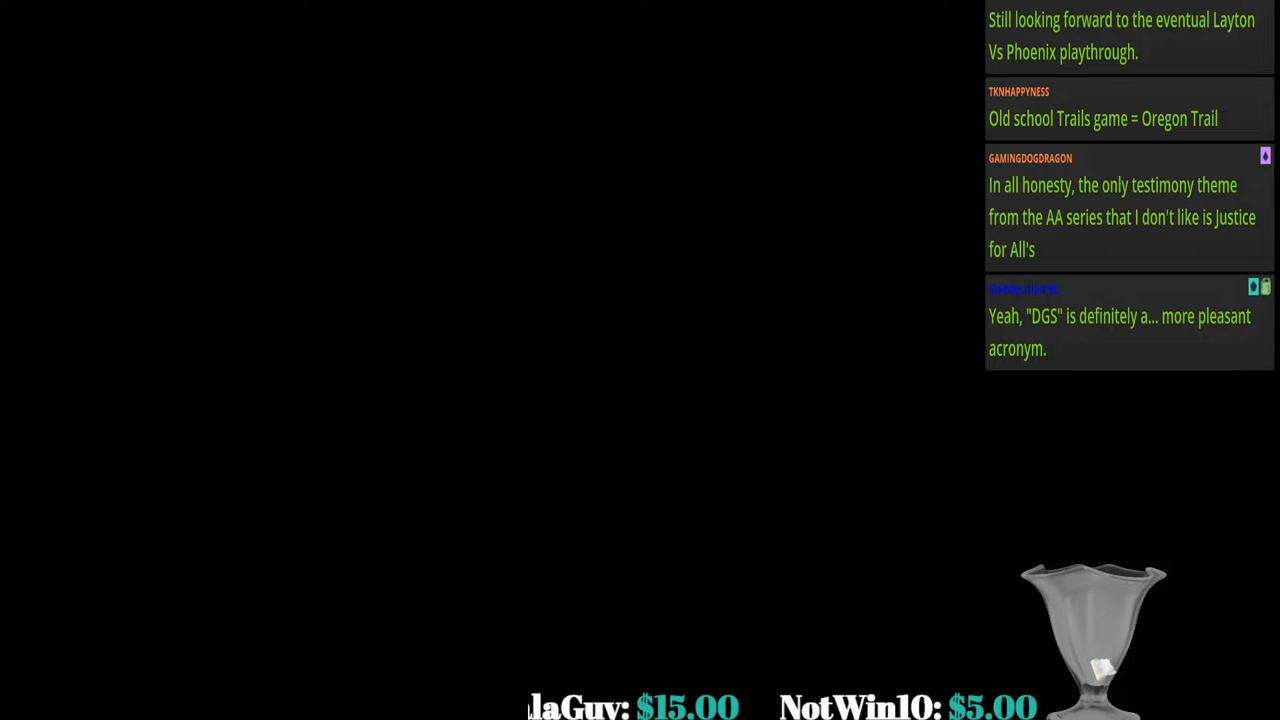 Still looking forward to the eventual Layton
Vs Phoenix playthrough.
TKNHAPPYNESS
Old school Trails game = Oregon Trail
GAMINGDOGDRAGON
In all honesty, the only testimony theme
from the AA series that I don't like is Justice
for All's
Yeah, "DGS" is definitely a... more pleasant
acronym.
laGuy: $15.00 NotWin10: $5.00